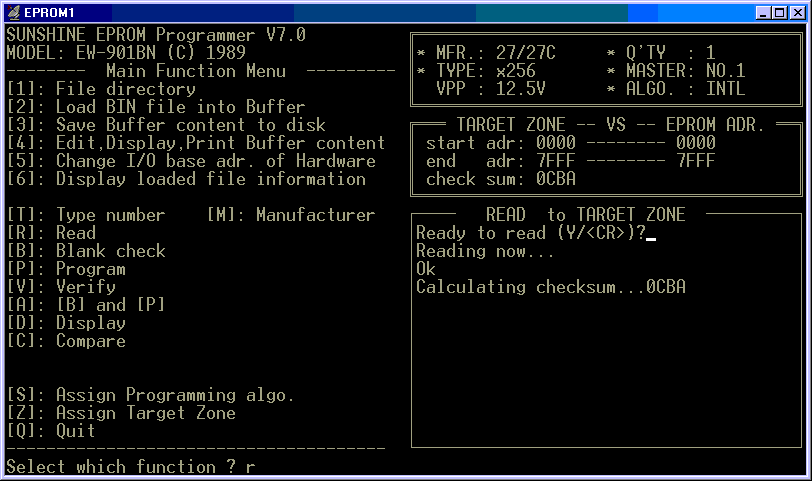 EPROM1
SUNSHINE EPROM Programmer V7.0
MODEL: EW-901BN (C) 1989
-------- Main Function Menu ---------
[1]: File directory
[2]: Load BIN file into Buffer
[3]: Save Buffer content to disk
[4]: Edit,Display,Print Buffer content
[5]: Change I/O base adr. of Hardware
[6]: Display loaded file information
[T]: Type number [M]: Manufacturer
[R]: Read
[B]: Blank check
[P]: Program
[V]: Verify
[A]: [B] and [P]
[D]: Display
[C]: Compare
[S]: Assign Programming algo.
[Z]: Assign Target Zone
[Q]: Quit
-------------------------------------
Select which function ? r
* MFR.: 27/27C * Q'TY : 1
* TYPE: x256 * MASTER: NO.1
VPP : 12.5V * ALGO. : INTL
TARGET ZONE -- VS -- EPROM ADR.
start adr: 0000 -------- 0000
end adr: 7FFF -------- 7FFF
check sum: 0CBA
READ to TARGET ZONE
Ready to read (Y/<CR>)?_
Reading now...
Ok
Calculating checksum...0CBA